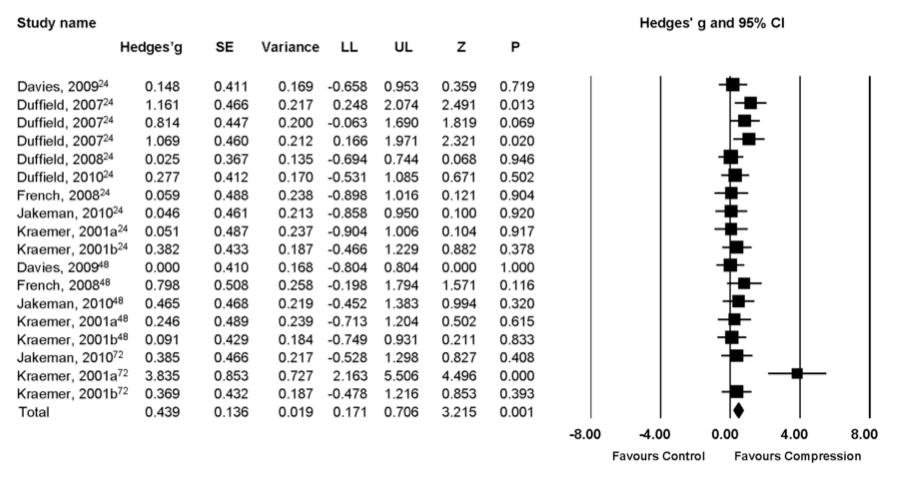 Study name Hedges' g and 95% CI
Hedges'g SE Variance LL UL Z P
Davies, 2009²⁴ 0.148 0.411 0.169 -0.658 0.953 0.359 0.719
Duffield, 2007²⁴ 1.161 0.466 0.217 0.248 2.074 2.491 0.013
Duffield, 2007²⁴ 0.814 0.447 0.200 -0.063 1.690 1.819 0.069
Duffield, 2007²⁴ 1.069 0.460 0.212 0.166 1.971 2.321 0.020
Duffield, 2008²⁴ 0.025 0.367 0.135 -0.694 0.744 0.068 0.946
Duffield, 2010²⁴ 0.277 0.412 0.170 -0.531 1.085 0.671 0.502
French, 2008²⁴ 0.059 0.488 0.238 -0.898 1.016 0.121 0.904
Jakeman, 2010²⁴ 0.046 0.461 0.213 -0.858 0.950 0.100 0.920
Kraemer, 2001a²⁴ 0.051 0.487 0.237 -0.904 1.006 0.104 0.917
Kraemer, 2001b²⁴ 0.382 0.433 0.187 -0.466 1.229 0.882 0.378
Davies, 2009⁴⁸ 0.000 0.410 0.168 -0.804 0.804 0.000 1.000
French, 2008⁴⁸ 0.798 0.508 0.258 -0.198 1.794 1.571 0.116
Jakeman, 2010⁴⁸ 0.465 0.468 0.219 -0.452 1.383 0.994 0.320
Kraemer, 2001a⁴⁸ 0.246 0.489 0.239 -0.713 1.204 0.502 0.615
Kraemer, 2001b⁴⁸ 0.091 0.429 0.184 -0.749 0.931 0.211 0.833
Jakeman, 2010⁷² 0.385 0.466 0.217 -0.528 1.298 0.827 0.408
Kraemer, 2001a⁷² 3.835 0.853 0.727 2.163 5.506 4.496 0.000
Kraemer, 2001b⁷² 0.369 0.432 0.187 -0.478 1.216 0.853 0.393
Total 0.439 0.136 0.019 0.171 0.706 3.215 0.001
-8.00 -4.00 0.00 4.00 8.00
Favours Control Favours Compression